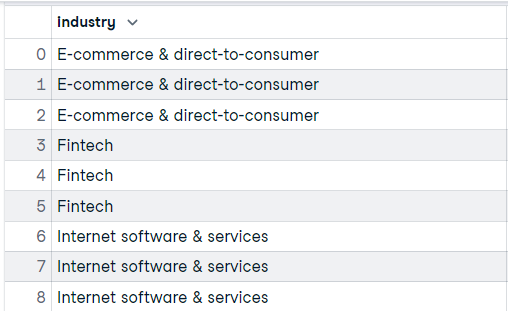 industry
0 E-commerce & direct-to-consumer
1 E-commerce & direct-to-consumer
2 E-commerce & direct-to-consumer
3 Fintech
4 Fintech
5 Fintech
6 Internet software & services
7 Internet software & services
8 Internet software & services